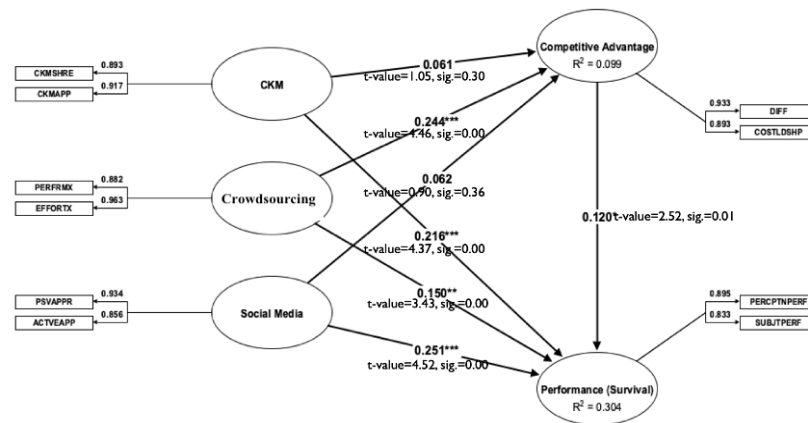 Competitive Advantage
R² = 0.099
0.061
t-value=1.05, sig.=0.30
0.893
CKMSHRE
CKM
0.917
CKMAPP
0.933
DIFF
0.893
COSTLDSHP
0.244***
t-value=4.46, sig.=0.00
0.062
t-value=0.90, sig.=0.36
0.882
PERFRMX
Crowdsourcing
0.963
EFFORTX
0.120*
t-value=2.52, sig.=0.01
0.216***
t-value=4.37, sig.=0.00
0.150**
t-value=3.43, sig.=0.00
0.934
PSVAPPR
Social Media
0.856
ACTVEAPP
0.895
PERCPTNPERF
0.833
SUBJTPERF
0.251***
t-value=4.52, sig.=0.00
Performance (Survival)
R² = 0.304